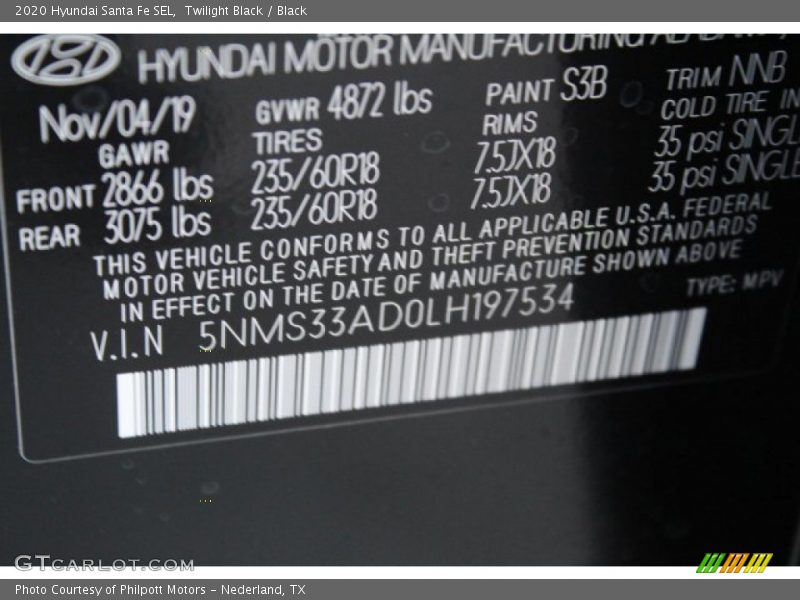 2020 Hyundai Santa Fe SEL, Twilight Black / Black
HYUNDAI MOTOR MANUFACTURING
Nov/04/19 GVWR 4872 lbs PAINT S3B TRIM NNB
GAWR TIRES RIMS COLD TIRE IN
FRONT 2866 lbs 235/60R18 7.5JX18 35 psi SINGL
REAR 3075 lbs 235/60R18 7.5JX18 35 psi SINGLE
THIS VEHICLE CONFORMS TO ALL APPLICABLE U.S.A. FEDERAL
MOTOR VEHICLE SAFETY AND THEFT PREVENTION STANDARDS
IN EFFECT ON THE DATE OF MANUFACTURE SHOWN ABOVE
V.I.N 5NMS33AD0LH197534 TYPE: MPV
GTcarlot.com
Photo Courtesy of Philpott Motors - Nederland, TX